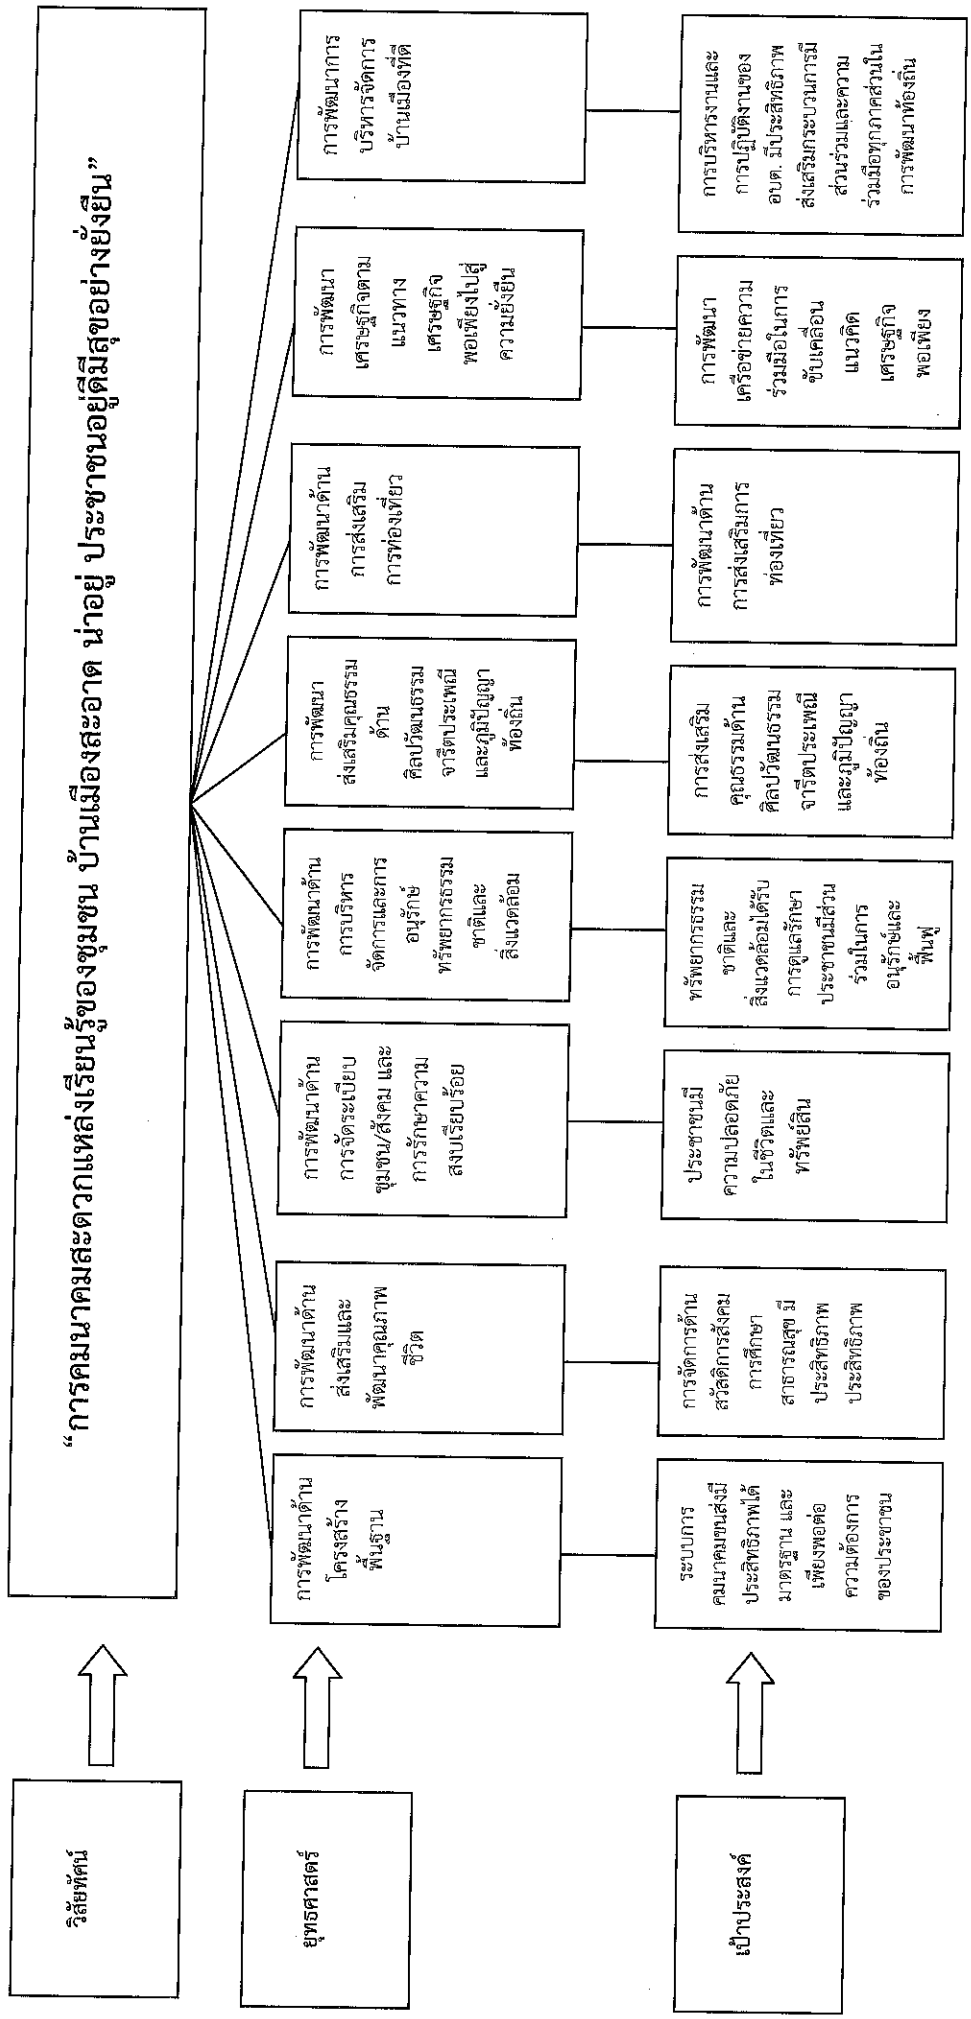 วิสัยทัศน์
“การคมนาคมสะดวกแหล่งเรียนรู้ของชุมชน บ้านเมืองสะอาด น่าอยู่ ประชาชนอยู่ดีมีสุขอย่างยั่งยืน”
ยุทธศาสตร์
การพัฒนาด้าน
โครงสร้าง
พื้นฐาน
การพัฒนาด้าน
ส่งเสริมและ
พัฒนาคุณภาพ
ชีวิต
การพัฒนาด้าน
การจัดระเบียบ
ชุมชน/สังคม และ
การรักษาความ
สงบเรียบร้อย
การพัฒนาด้าน
การบริหาร
จัดการและการ
อนุรักษ์
ทรัพยากรธรรม
ชาติและ
สิ่งแวดล้อม
การพัฒนา
ส่งเสริมคุณธรรม
ด้าน
ศิลปวัฒนธรรม
จารีตประเพณี
และภูมิปัญญา
ท้องถิ่น
การพัฒนาด้าน
การส่งเสริม
การท่องเที่ยว
การพัฒนา
เศรษฐกิจตาม
แนวทาง
เศรษฐกิจ
พอเพียงไปสู่
ความยั่งยืน
การพัฒนาการ
บริหารจัดการ
บ้านเมืองที่ดี
เป้าประสงค์
ระบบการ
คมนาคมขนส่งมี
ประสิทธิภาพได้
มาตรฐาน และ
เพียงพอต่อ
ความต้องการ
ของประชาชน
การจัดการด้าน
สวัสดิการสังคม
การศึกษา
สาธารณสุข มี
ประสิทธิภาพ
ประสิทธิภาพ
ประชาชนมี
ความปลอดภัย
ในชีวิตและ
ทรัพย์สิน
ทรัพยากรธรรม
ชาติและ
สิ่งแวดล้อมได้รับ
การดูแลรักษา
ประชาชนมีส่วน
ร่วมในการ
อนุรักษ์และ
ฟื้นฟู
การส่งเสริม
คุณธรรมด้าน
ศิลปวัฒนธรรม
จารีตประเพณี
และภูมิปัญญา
ท้องถิ่น
การพัฒนาด้าน
การส่งเสริมการ
ท่องเที่ยว
การพัฒนา
เครือข่ายความ
ร่วมมือในการ
ขับเคลื่อน
แนวคิด
เศรษฐกิจ
พอเพียง
การบริหารงานและ
การปฏิบัติงานของ
อบต. มีประสิทธิภาพ
ส่งเสริมกระบวนการมี
ส่วนร่วมและความ
ร่วมมือทุกภาคส่วนใน
การพัฒนาท้องถิ่น